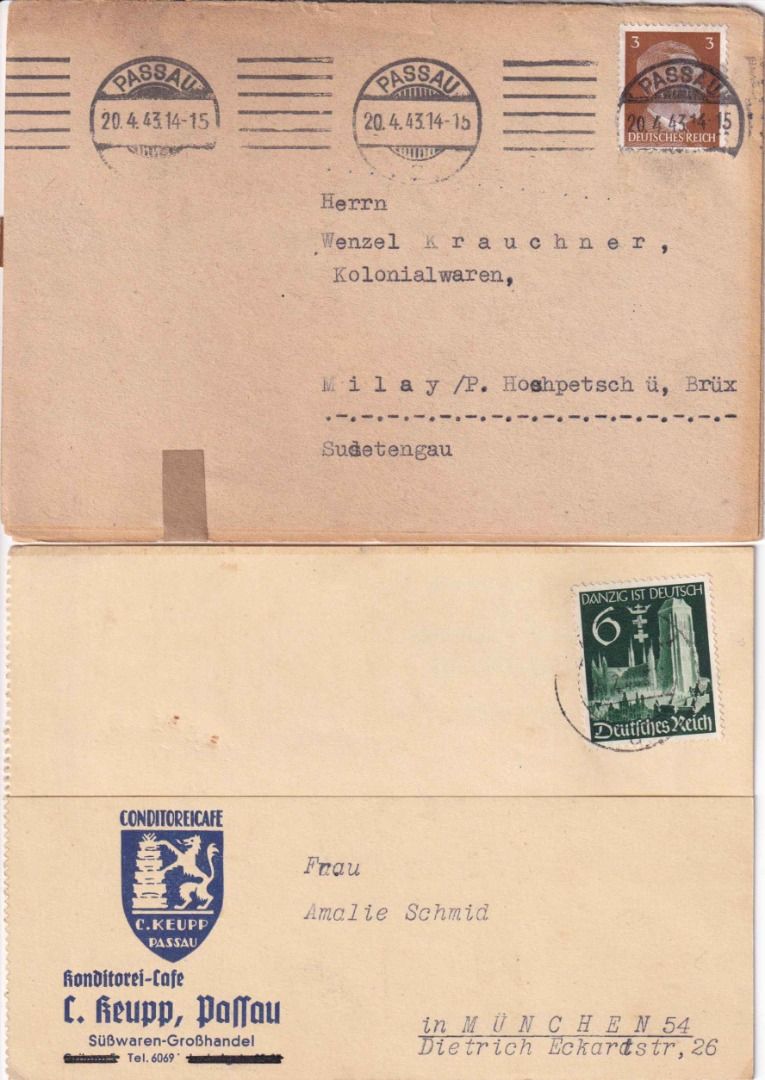 PASSAU
20.4.43.14-15
PASSAU
20.4.43.14-15
3 3
DEUTSCHES REICH
PASSAU
20.4.43.14-15
Herrn
Wenzel Krauchner,
Kolonialwaren,
Milay /P. Hochpetsch ü, Brüx
Sudetengau
DANZIG IST DEUTSCH
6
Deutsches Reich
CONDITOREICAFE
C. KEUPP
PASSAU
Konditorei-Cafe
C. Keupp, Passau
Süßwaren-Großhandel
Tel. 6069
Frau
Amalie Schmid
in MÜNCHEN 54
Dietrich Eckartstr, 26